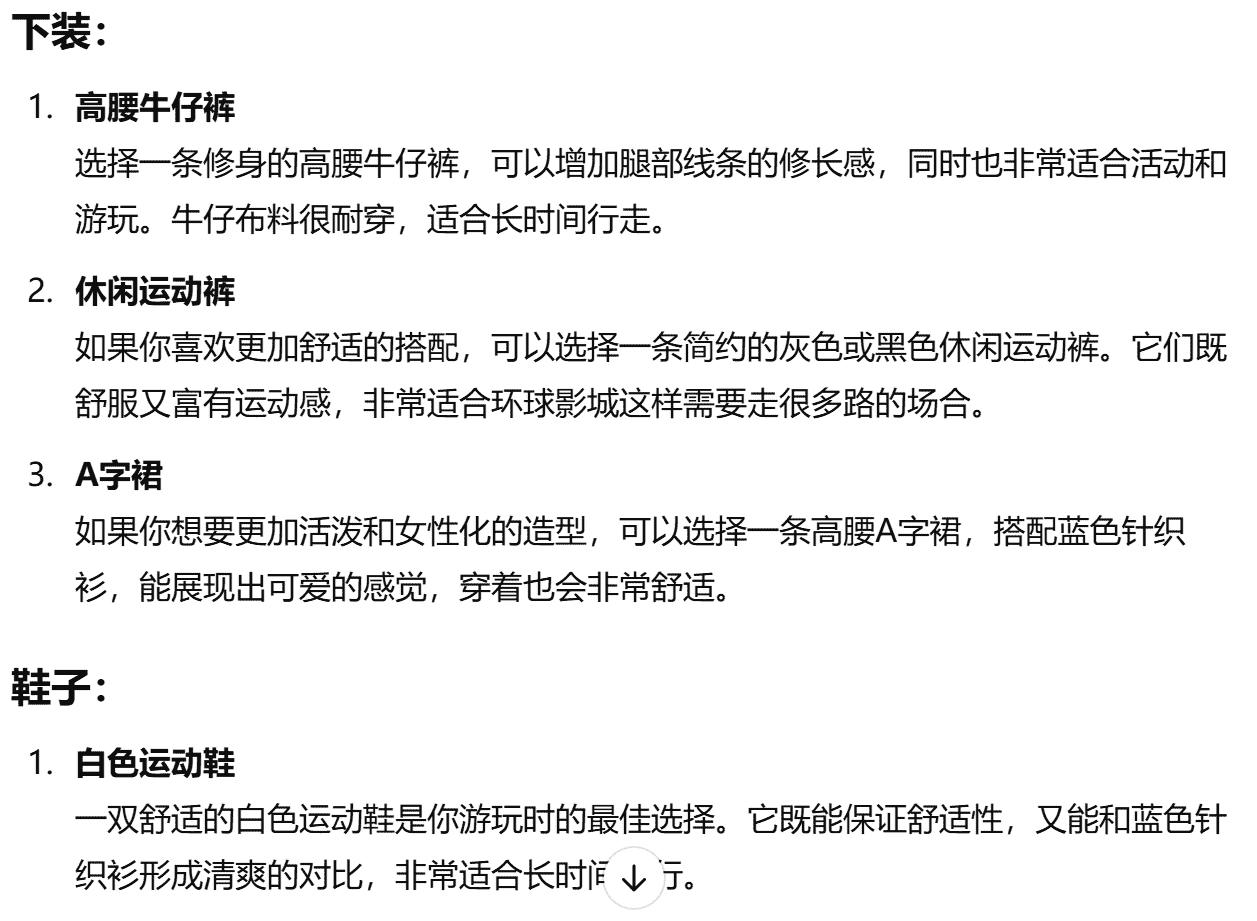 下装：
1. 高腰牛仔裤
选择一条修身的高腰牛仔裤，可以增加腿部线条的修长感，同时也非常适合活动和
游玩。牛仔布料很耐穿，适合长时间行走。
2. 休闲运动裤
如果你喜欢更加舒适的搭配，可以选择一条简约的灰色或黑色休闲运动裤。它们既
舒服又富有运动感，非常适合环球影城这样需要走很多路的场合。
3. A字裙
如果你想要更加活泼和女性化的造型，可以选择一条高腰A字裙，搭配蓝色针织
衫，能展现出可爱的感觉，穿着也会非常舒适。
鞋子：
1. 白色运动鞋
一双舒适的白色运动鞋是你游玩时的最佳选择。它既能保证舒适性，又能和蓝色针
织衫形成清爽的对比，非常适合长时间行。